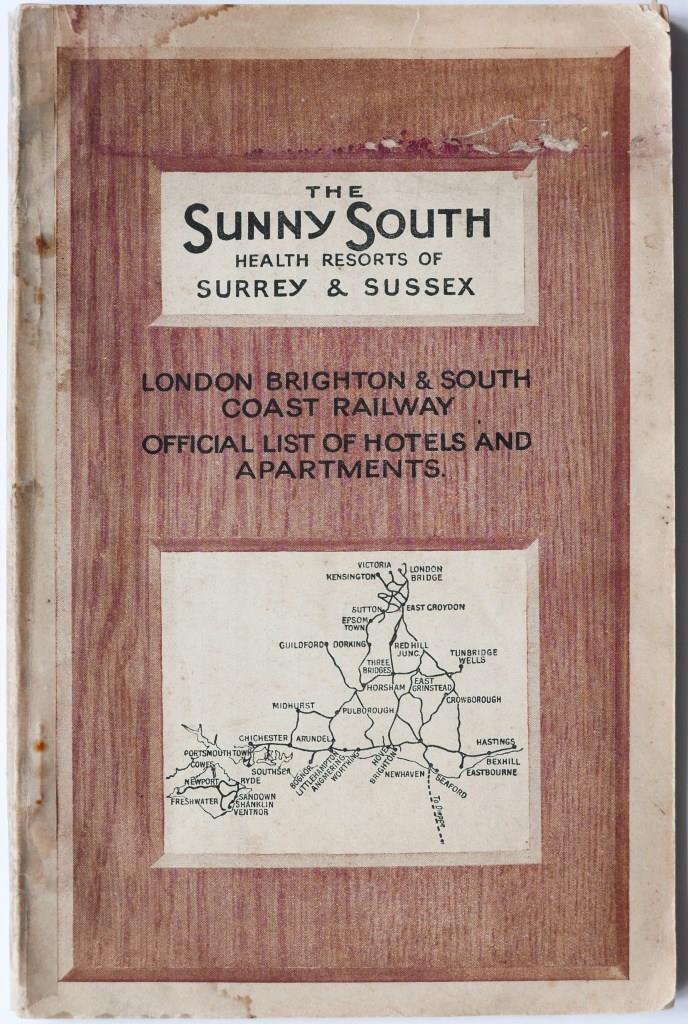 THE
SUNNY SOUTH
HEALTH RESORTS OF
SURREY & SUSSEX
LONDON BRIGHTON & SOUTH
COAST RAILWAY
OFFICIAL LIST OF HOTELS AND
APARTMENTS.
VICTORIA
LONDON
BRIDGE
KENSINGTON
SUTTON
EAST CROYDON
EPSOM
TOWN
GUILDFORD
DORKING
RED HILL
JUNC.
TUNBRIDGE
WELLS
THREE
BRIDGES
HORSHAM
EAST
GRINSTEAD
CROWBOROUGH
MIDHURST
PULBOROUGH
CHICHESTER
ARUNDEL
HASTINGS
PORTSMOUTH TOWN
COWES
SOUTHSEA
BOGNOR
LITTLEHAMPTON
ANGMERING
WORTHING
HOVE
BRIGHTON
NEWHAVEN
SEAFORD
BEXHILL
EASTBOURNE
NEWPORT
RYDE
FRESHWATER
SANDOWN
SHANKLIN
VENTNOR
To Dieppe